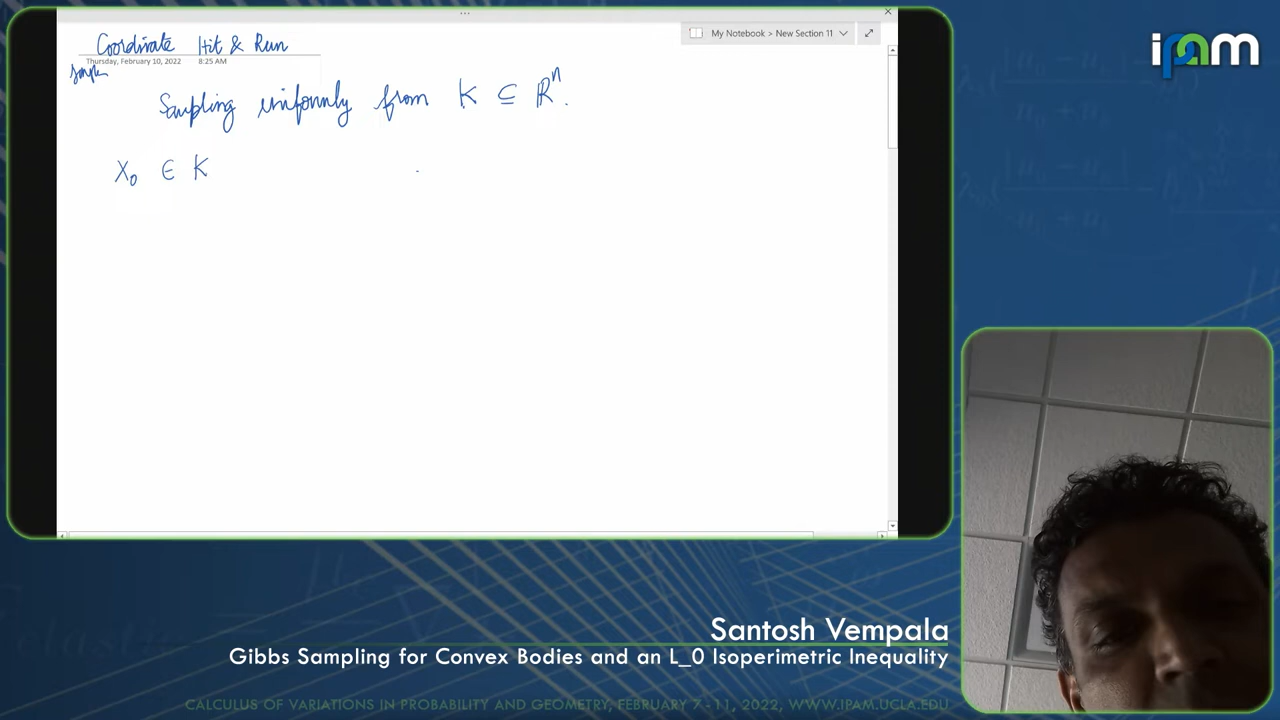 Coordinate Hit & Run
Thursday, February 10, 2022 8:25 AM
My Notebook > New Section 11
Sampling uniformly from K ⊆ ℝⁿ.
X₀ ∈ K
ipam
Santosh Vempala
Gibbs Sampling for Convex Bodies and an L_0 Isoperimetric Inequality
CALCULUS OF VARIATIONS IN PROBABILITY AND GEOMETRY, FEBRUARY 7 - 11, 2022, WWW.IPAM.UCLA.EDU